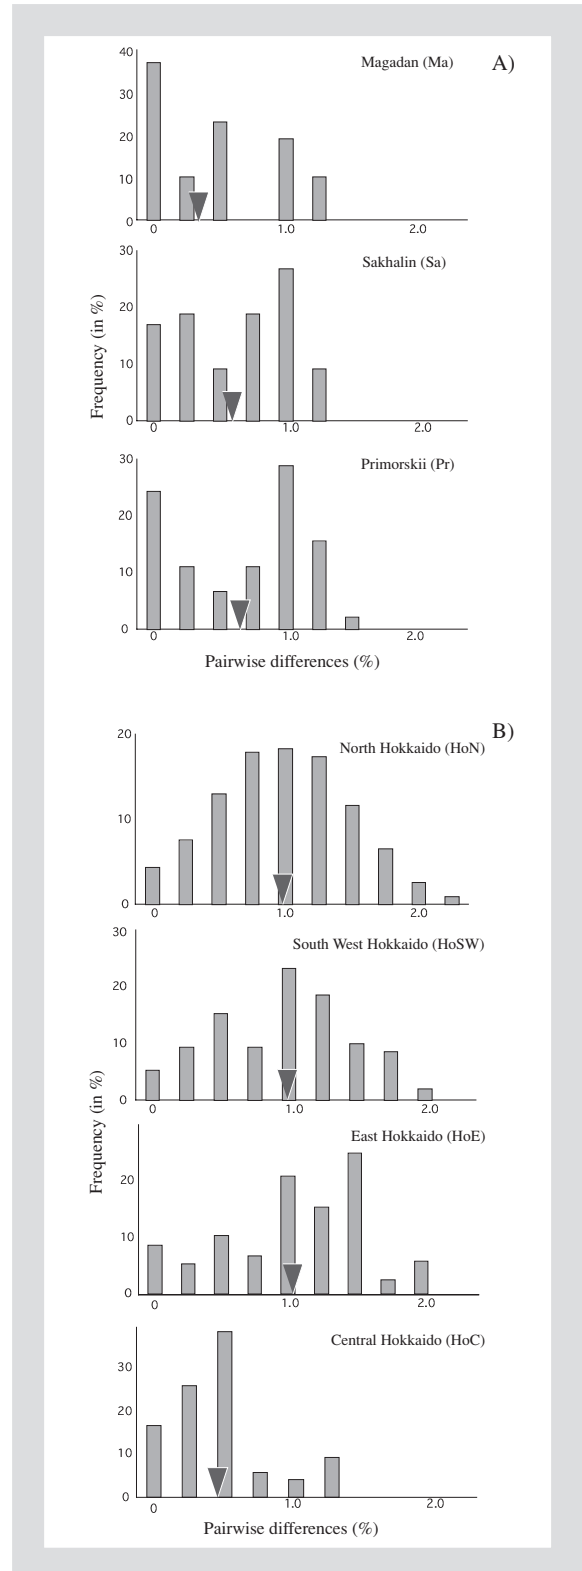 A)
Magadan (Ma)
40
30
20
10
0
0 1.0 2.0
Sakhalin (Sa)
30
20
10
0
0 1.0 2.0
Frequency (in %)
Primorskii (Pr)
30
20
10
0
0 1.0 2.0
Pairwise differences (%)
B)
North Hokkaido (HoN)
20
10
0
0 1.0 2.0
South West Hokkaido (HoSW)
30
20
10
0
0 1.0 2.0
Frequency (in %)
East Hokkaido (HoE)
20
10
0
0 1.0 2.0
Central Hokkaido (HoC)
30
20
10
0
0 1.0 2.0
Pairwise differences (%)